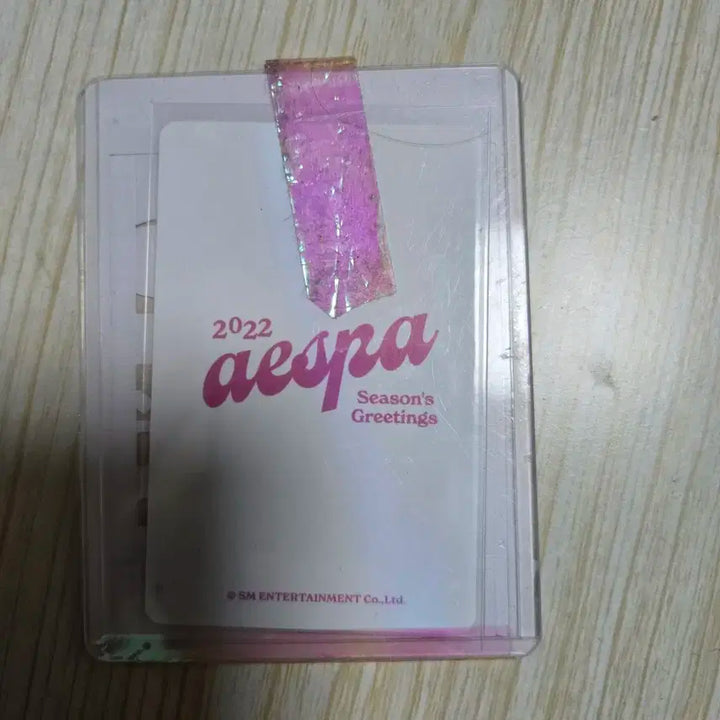 2022
aespa
Season's
Greetings
© SM ENTERTAINMENT Co.,Ltd.